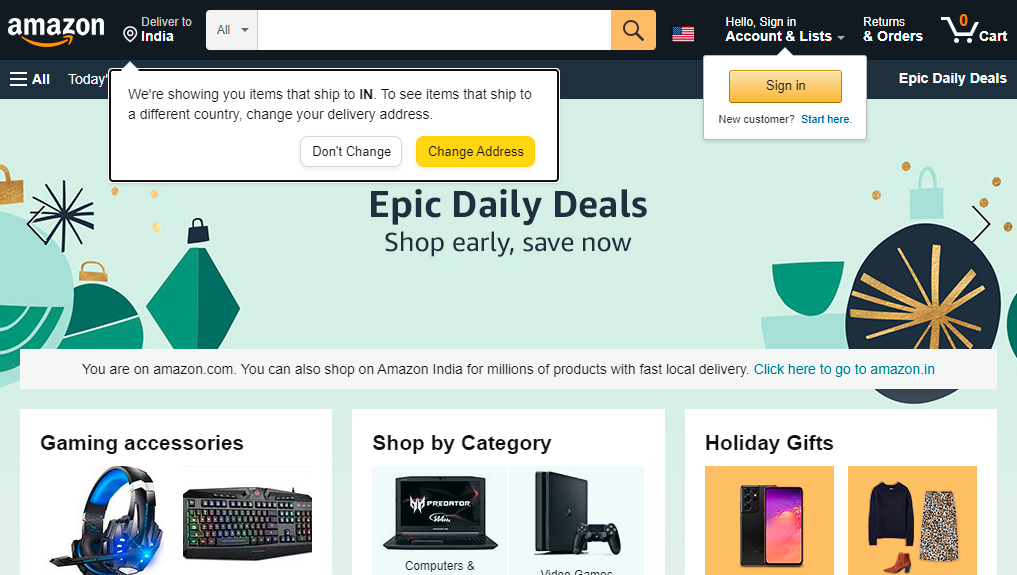 amazon
Deliver to
India
All
Hello, Sign in
Account & Lists
Returns
& Orders
0
Cart
All
Today'
Epic Daily Deals
We're showing you items that ship to IN. To see items that ship to
a different country, change your delivery address.
Don't Change
Change Address
Sign in
New customer? Start here.
Epic Daily Deals
Shop early, save now
You are on amazon.com. You can also shop on Amazon India for millions of products with fast local delivery. Click here to go to amazon.in
Gaming accessories
Shop by Category
Holiday Gifts
PREDATOR
Computers &
Video Games